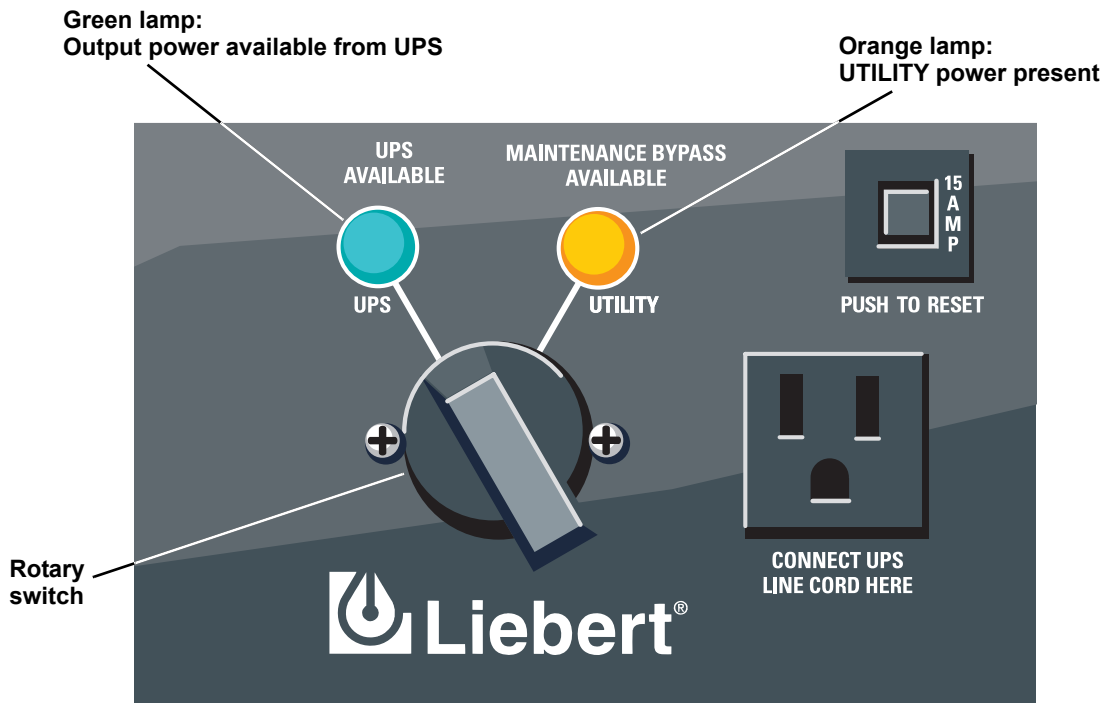 Green lamp:
Output power available from UPS
Orange lamp:
UTILITY power present
UPS
AVAILABLE
MAINTENANCE BYPASS
AVAILABLE
15
A
M
P
UPS
UTILITY
PUSH TO RESET
CONNECT UPS
LINE CORD HERE
Rotary
switch
Liebert®